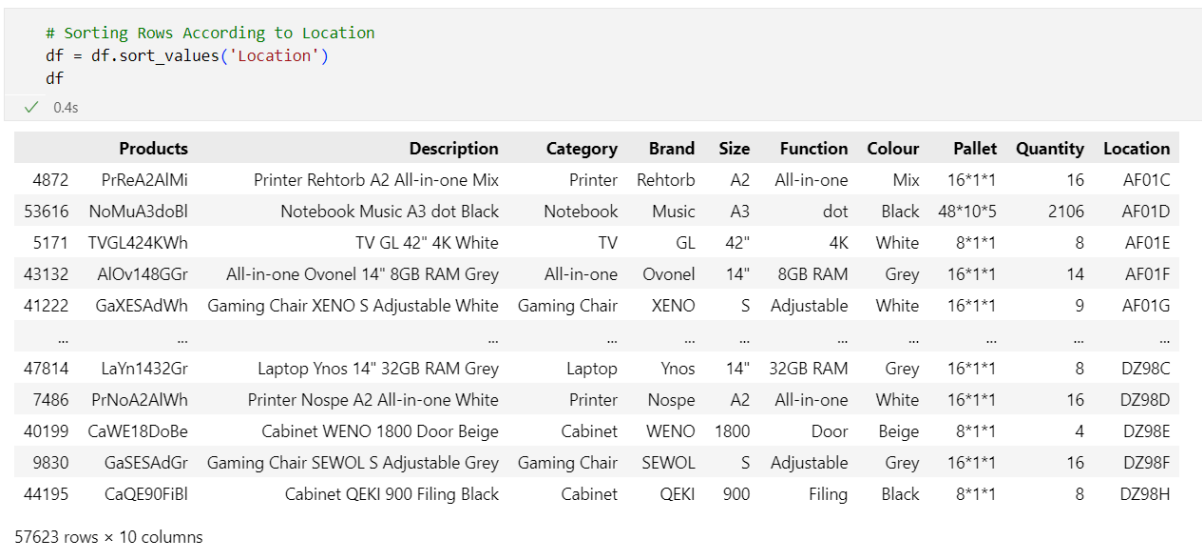 # Sorting Rows According to Location
df = df.sort_values('Location')
df
0.4s
Products Description Category Brand Size Function Colour Pallet Quantity Location
4872 PrReA2AlMi Printer Rehtorb A2 All-in-one Mix Printer Rehtorb A2 All-in-one Mix 16*1*1 16 AF01C
53616 NoMuA3doBl Notebook Music A3 dot Black Notebook Music A3 dot Black 48*10*5 2106 AF01D
5171 TVGL424KWh TV GL 42" 4K White TV GL 42" 4K White 8*1*1 8 AF01E
43132 AlOv148GGr All-in-one Ovonel 14" 8GB RAM Grey All-in-one Ovonel 14" 8GB RAM Grey 16*1*1 14 AF01F
41222 GaXESAdWh Gaming Chair XENO S Adjustable White Gaming Chair XENO S Adjustable White 16*1*1 9 AF01G
... ... ... ... ... ... ... ... ... ... ...
47814 LaYn1432Gr Laptop Ynos 14" 32GB RAM Grey Laptop Ynos 14" 32GB RAM Grey 16*1*1 8 DZ98C
7486 PrNoA2AlWh Printer Nospe A2 All-in-one White Printer Nospe A2 All-in-one White 16*1*1 16 DZ98D
40199 CaWE18DoBe Cabinet WENO 1800 Door Beige Cabinet WENO 1800 Door Beige 8*1*1 4 DZ98E
9830 GaSESAdGr Gaming Chair SEWOL S Adjustable Grey Gaming Chair SEWOL S Adjustable Grey 16*1*1 16 DZ98F
44195 CaQE90FiBl Cabinet QEKI 900 Filing Black Cabinet QEKI 900 Filing Black 8*1*1 8 DZ98H
57623 rows × 10 columns